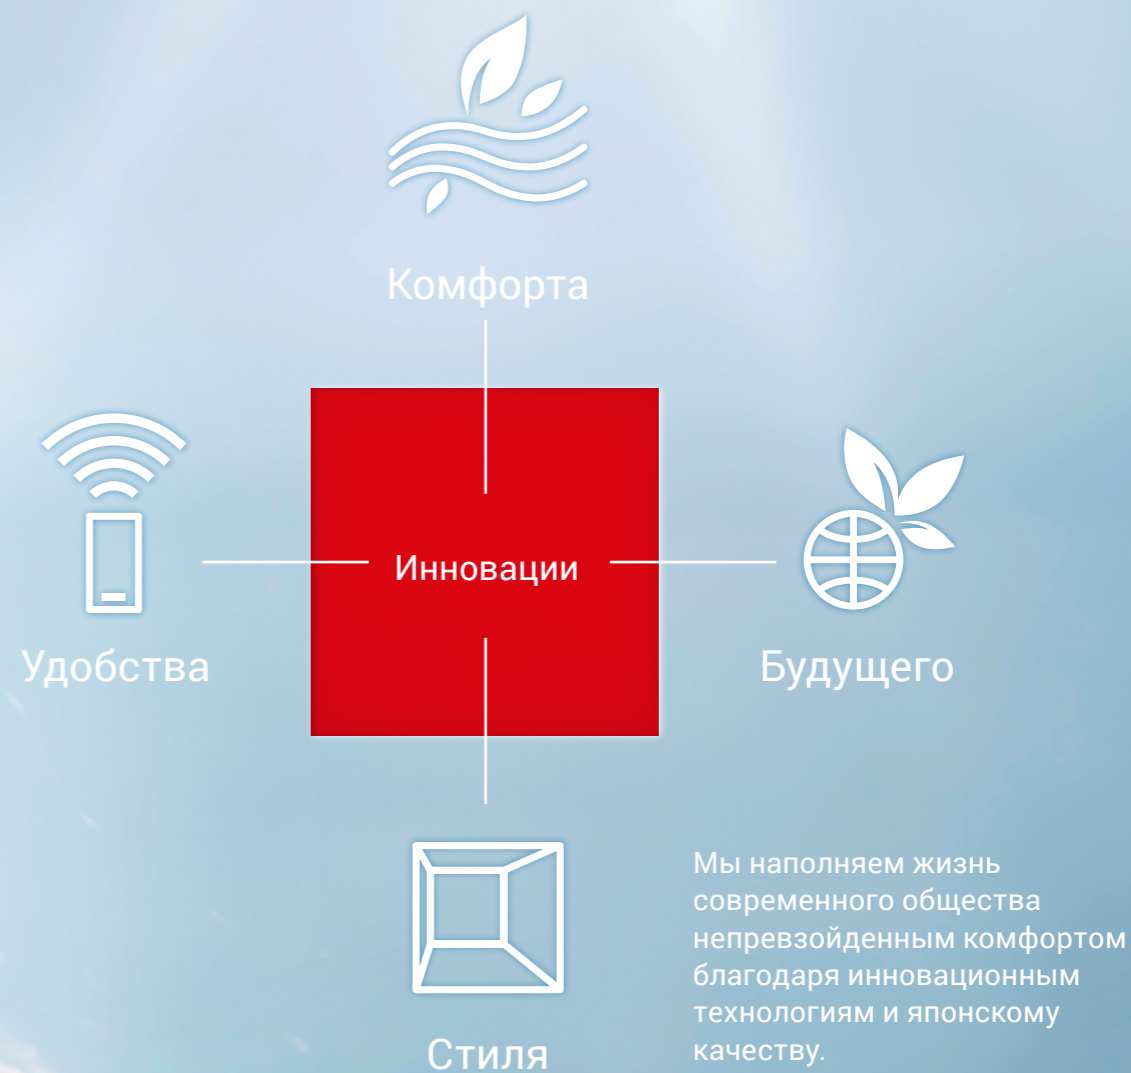 Комфорта
Инновации
Удобства
Будущего
Мы наполняем жизнь
современного общества
непревзойденным комфортом
благодаря инновационным
технологиям и японскому
качеству.
Стиля